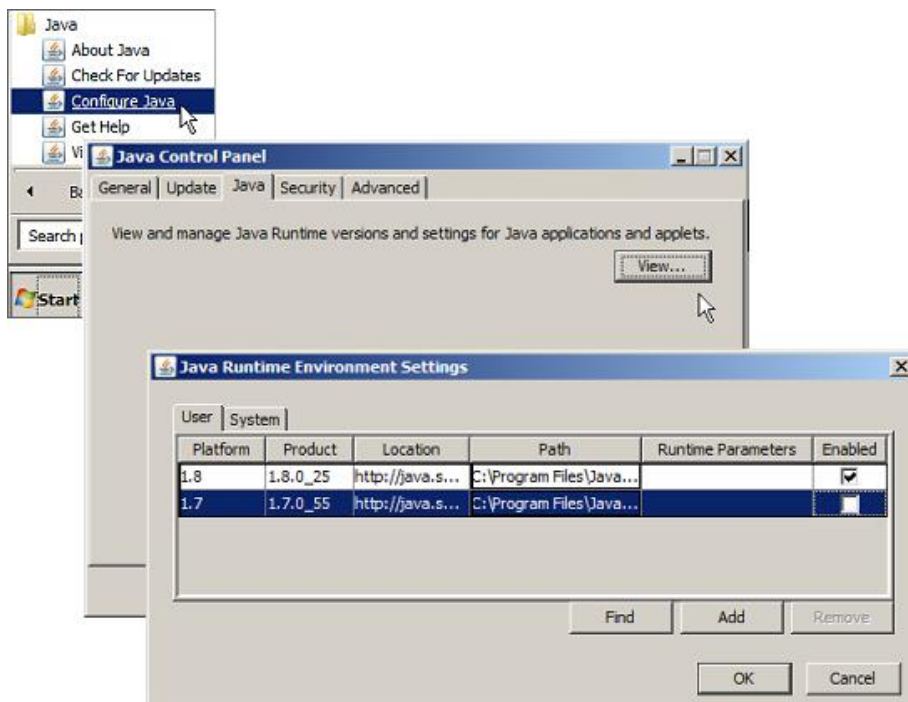 Java
About Java
Check For Updates
Configure Java
Get Help
Vi
Ba
Search
Start
Java Control Panel
General Update Java Security Advanced
View and manage Java Runtime versions and settings for Java applications and applets.
View...
Java Runtime Environment Settings
User System
Platform Product Location Path Runtime Parameters Enabled
1.8 1.8.0_25 http://java.s... C:\Program Files\Java...
1.7 1.7.0_55 http://java.s... C:\Program Files\Java...
Find Add Remove
OK Cancel